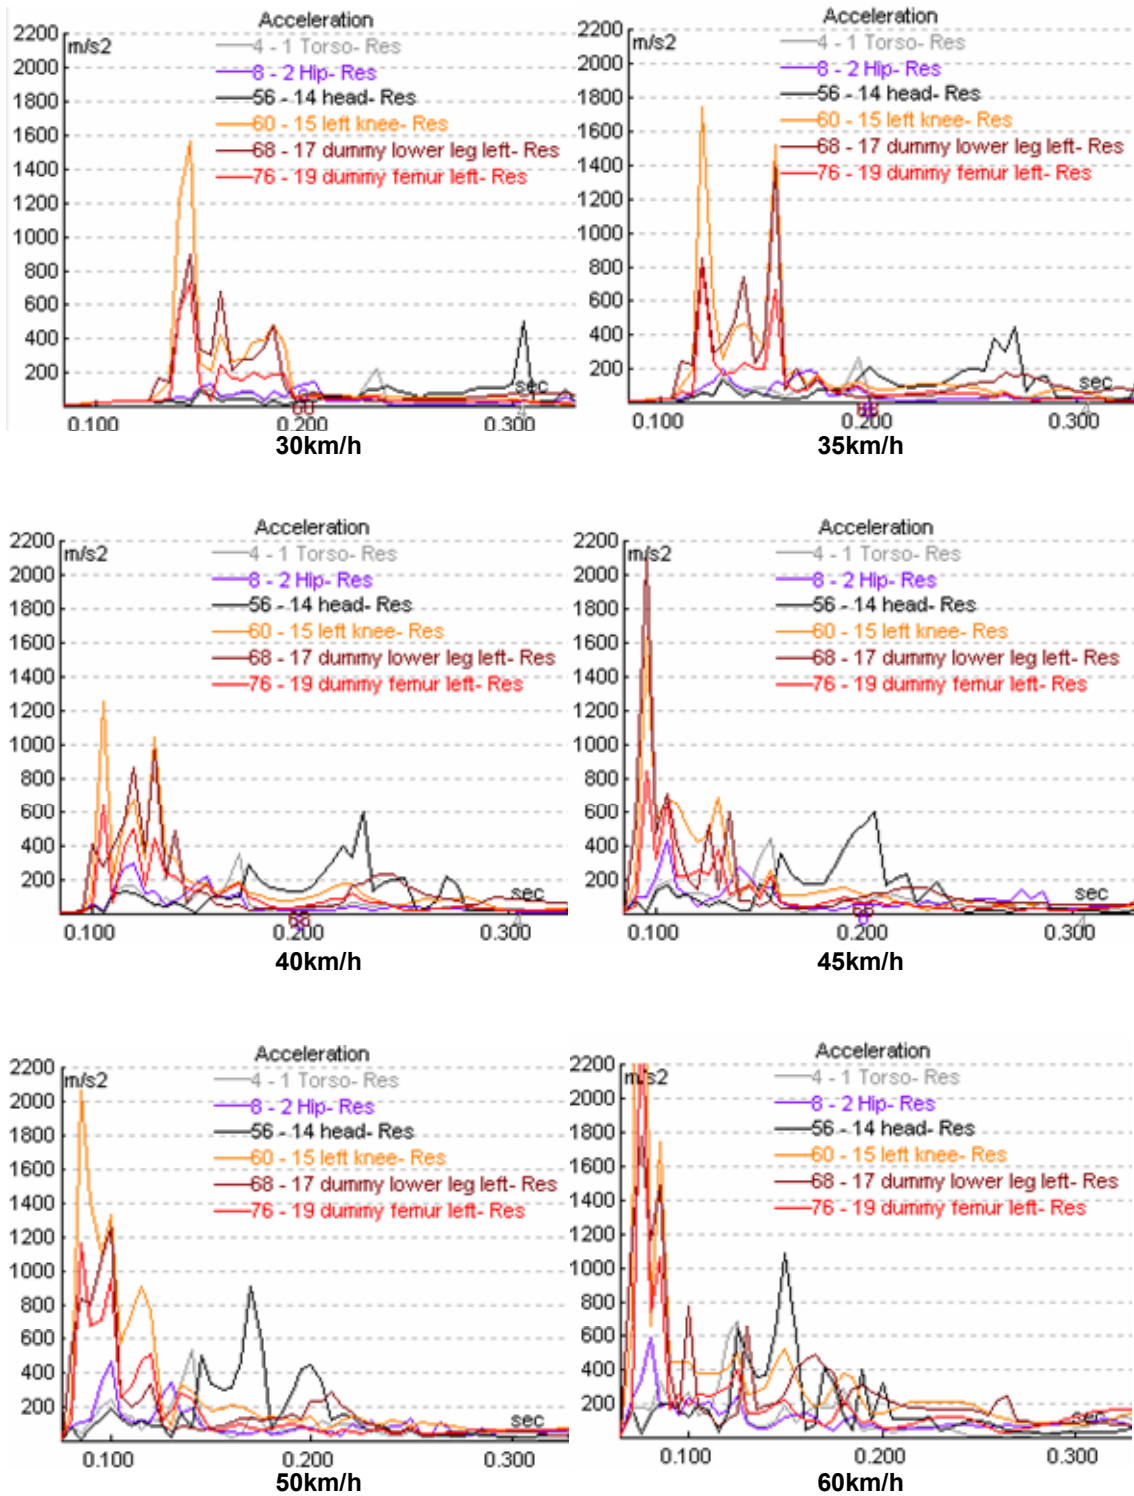 Acceleration
2200
m/s2
4 - 1 Torso- Res
2000
8 - 2 Hip- Res
1800
56 - 14 head- Res
1600
60 - 15 left knee- Res
1400
68 - 17 dummy lower leg left- Res
1200
76 - 19 dummy femur left- Res
1000
800
600
400
200
sec
0.100
0.200
0.300
30km/h
Acceleration
2200
m/s2
4 - 1 Torso- Res
2000
8 - 2 Hip- Res
1800
56 - 14 head- Res
1600
60 - 15 left knee- Res
1400
68 - 17 dummy lower leg left- Res
1200
76 - 19 dummy femur left- Res
1000
800
600
400
200
sec
0.100
0.200
0.300
35km/h
Acceleration
2200
m/s2
4 - 1 Torso- Res
2000
8 - 2 Hip- Res
1800
56 - 14 head- Res
1600
60 - 15 left knee- Res
1400
68 - 17 dummy lower leg left- Res
1200
76 - 19 dummy femur left- Res
1000
800
600
400
200
sec
68
0.100
0.200
0.300
40km/h
Acceleration
2200
m/s2
4 - 1 Torso- Res
2000
8 - 2 Hip- Res
1800
56 - 14 head- Res
1600
60 - 15 left knee- Res
1400
68 - 17 dummy lower leg left- Res
1200
76 - 19 dummy femur left- Res
1000
800
600
400
200
sec
0.100
0.200
0.300
45km/h
Acceleration
2200
m/s2
4 - 1 Torso- Res
2000
8 - 2 Hip- Res
1800
56 - 14 head- Res
1600
60 - 15 left knee- Res
1400
68 - 17 dummy lower leg left- Res
1200
76 - 19 dummy femur left- Res
1000
800
600
400
200
sec
0.100
0.200
0.300
50km/h
Acceleration
2200
m/s2
4 - 1 Torso- Res
2000
8 - 2 Hip- Res
1800
56 - 14 head- Res
1600
60 - 15 left knee- Res
1400
68 - 17 dummy lower leg left- Res
1200
76 - 19 dummy femur left- Res
1000
800
600
400
200
0.100
0.200
0.300
60km/h